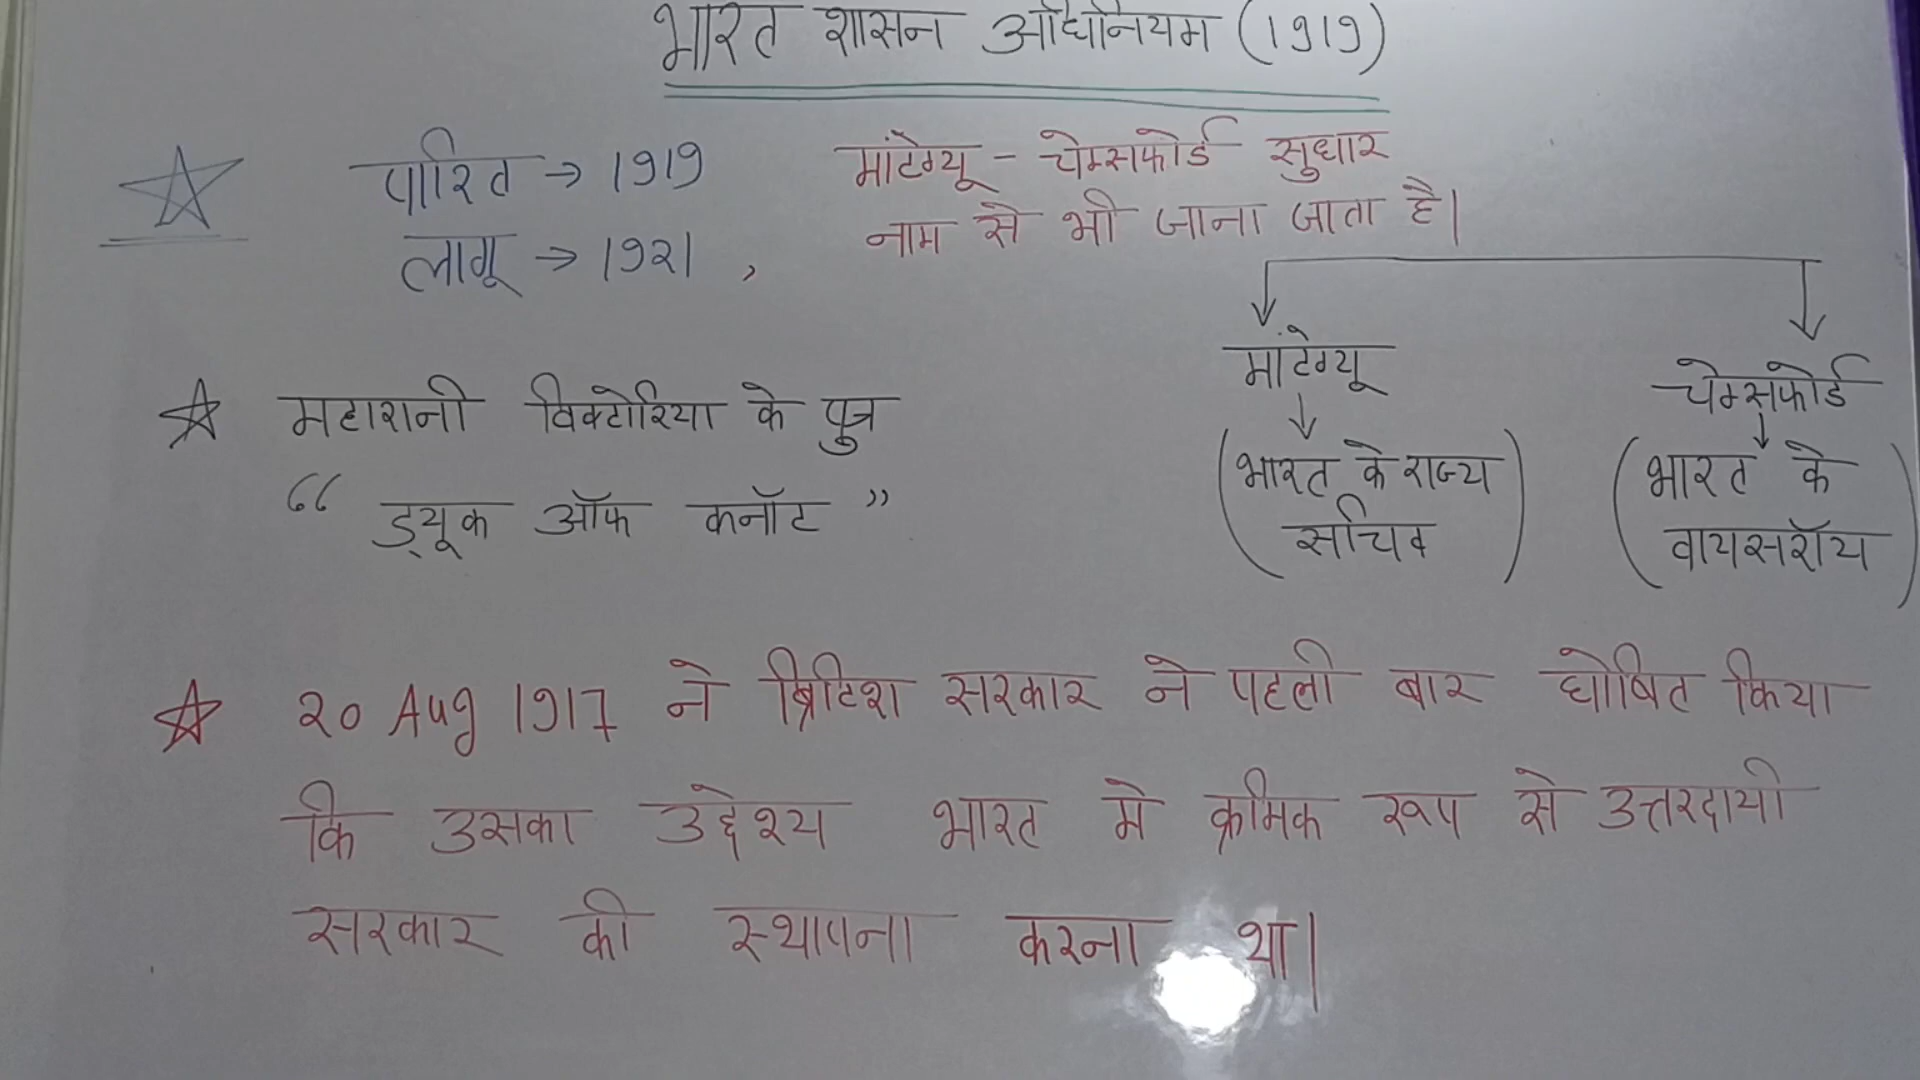 भारत शासन अधिनियम (1919)
पारित → 1919
लागू → 1921 ,
मांटेग्यू - चेम्सफोर्ड सुधार
नाम से भी जाना जाता है।
मांटेग्यू
(भारत के राज्य
सचिव)
चेम्सफोर्ड
(भारत के
वायसरॉय)
महारानी विक्टोरिया के पुत्र
“ ड्यूक ऑफ कनॉट ”
20 Aug 1917 ने ब्रिटिश सरकार ने पहली बार घोषित किया
कि उसका उद्देश्य भारत मे क्रमिक रूप से उत्तरदायी
सरकार की स्थापना करना था।